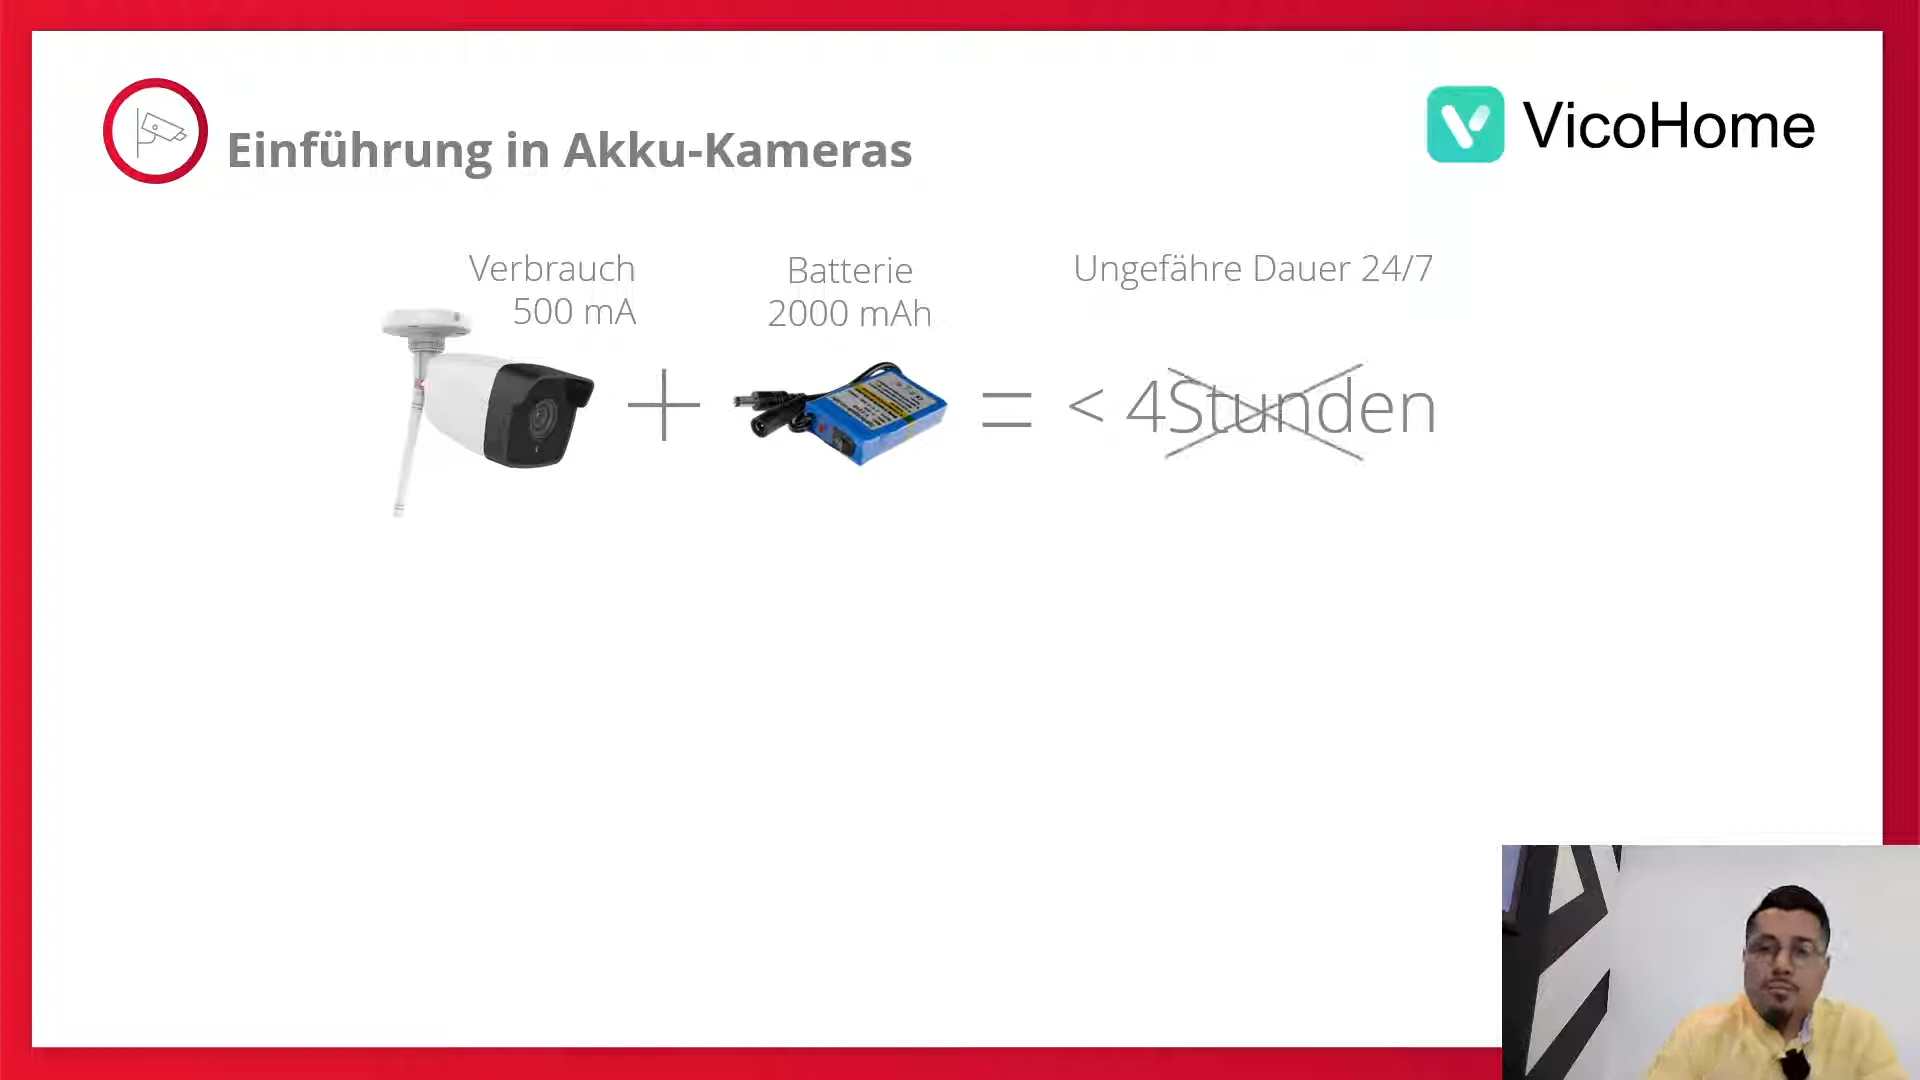 Einführung in Akku-Kameras
VicoHome
Verbrauch
500 mA
Batterie
2000 mAh
Ungefähre Dauer 24/7
< 4Stunden